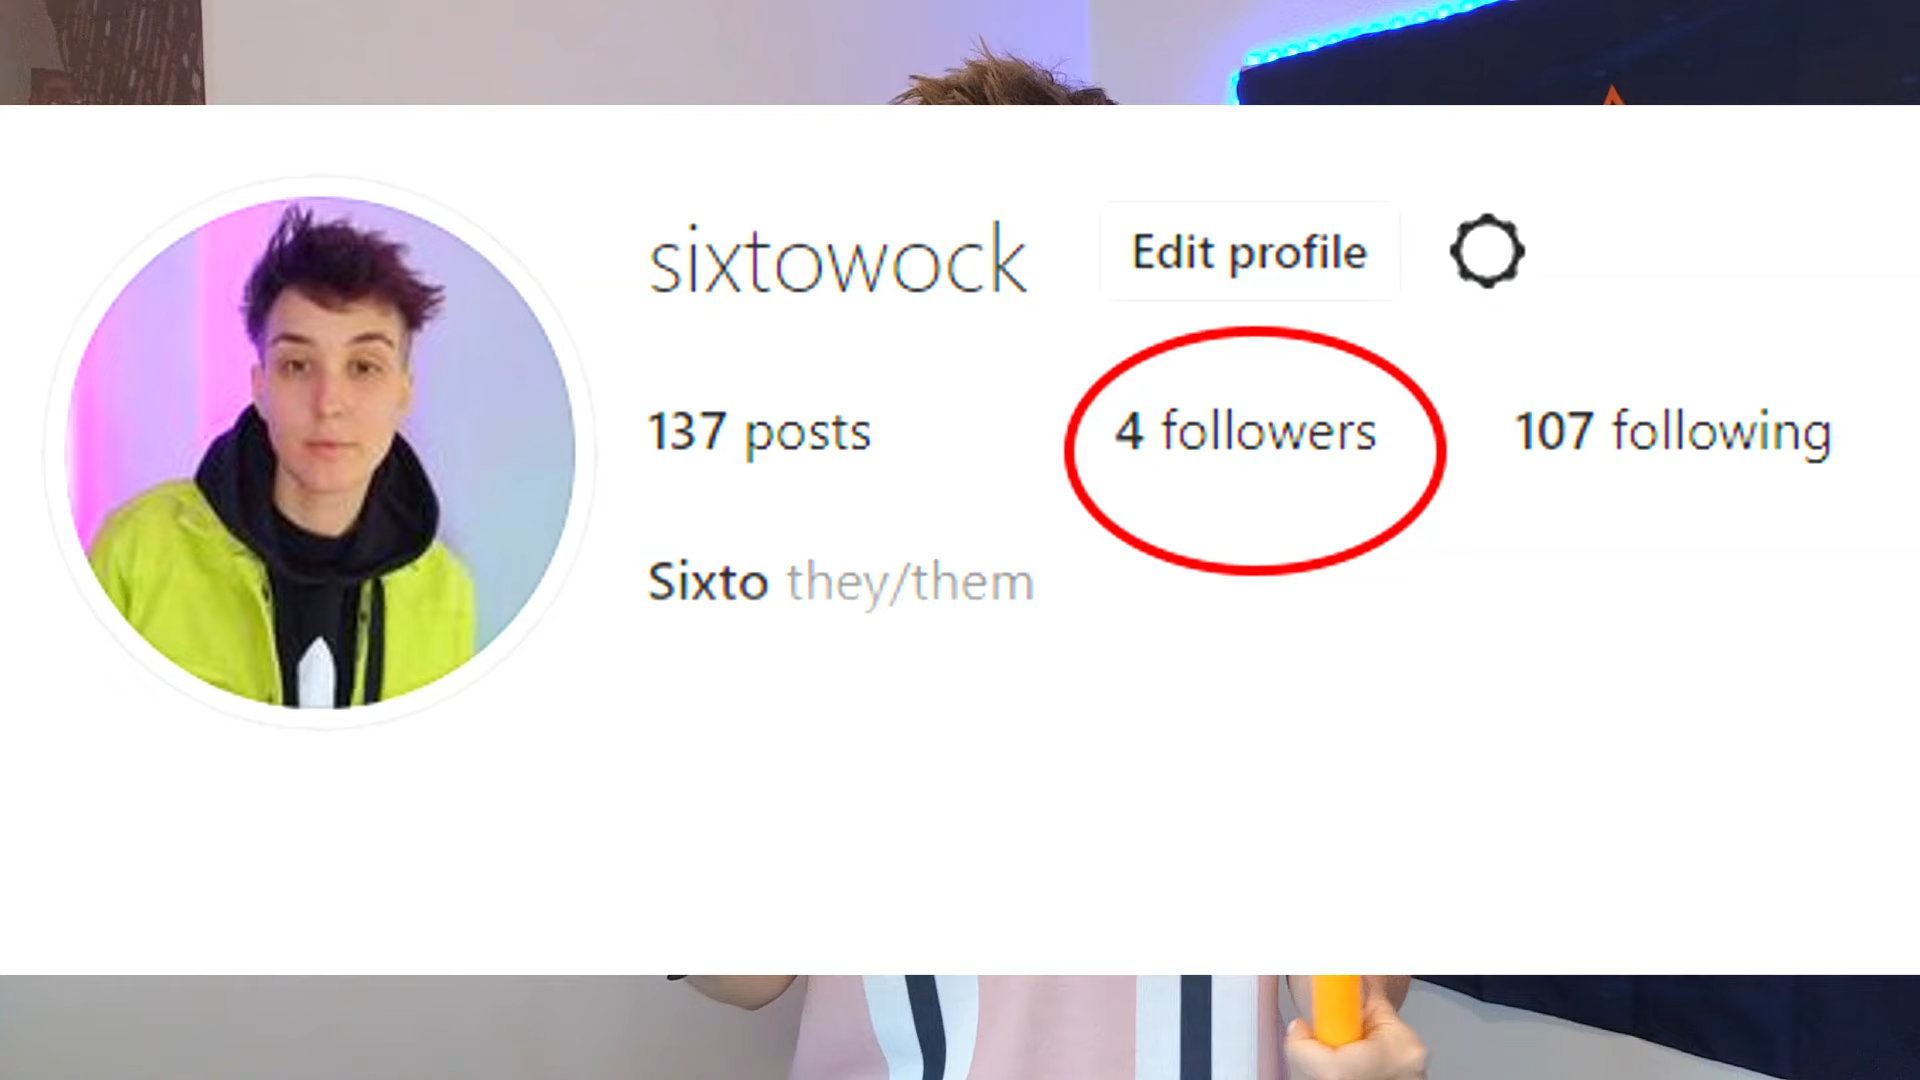 sixtowock Edit profile
137 posts 4 followers 107 following
Sixto they/them